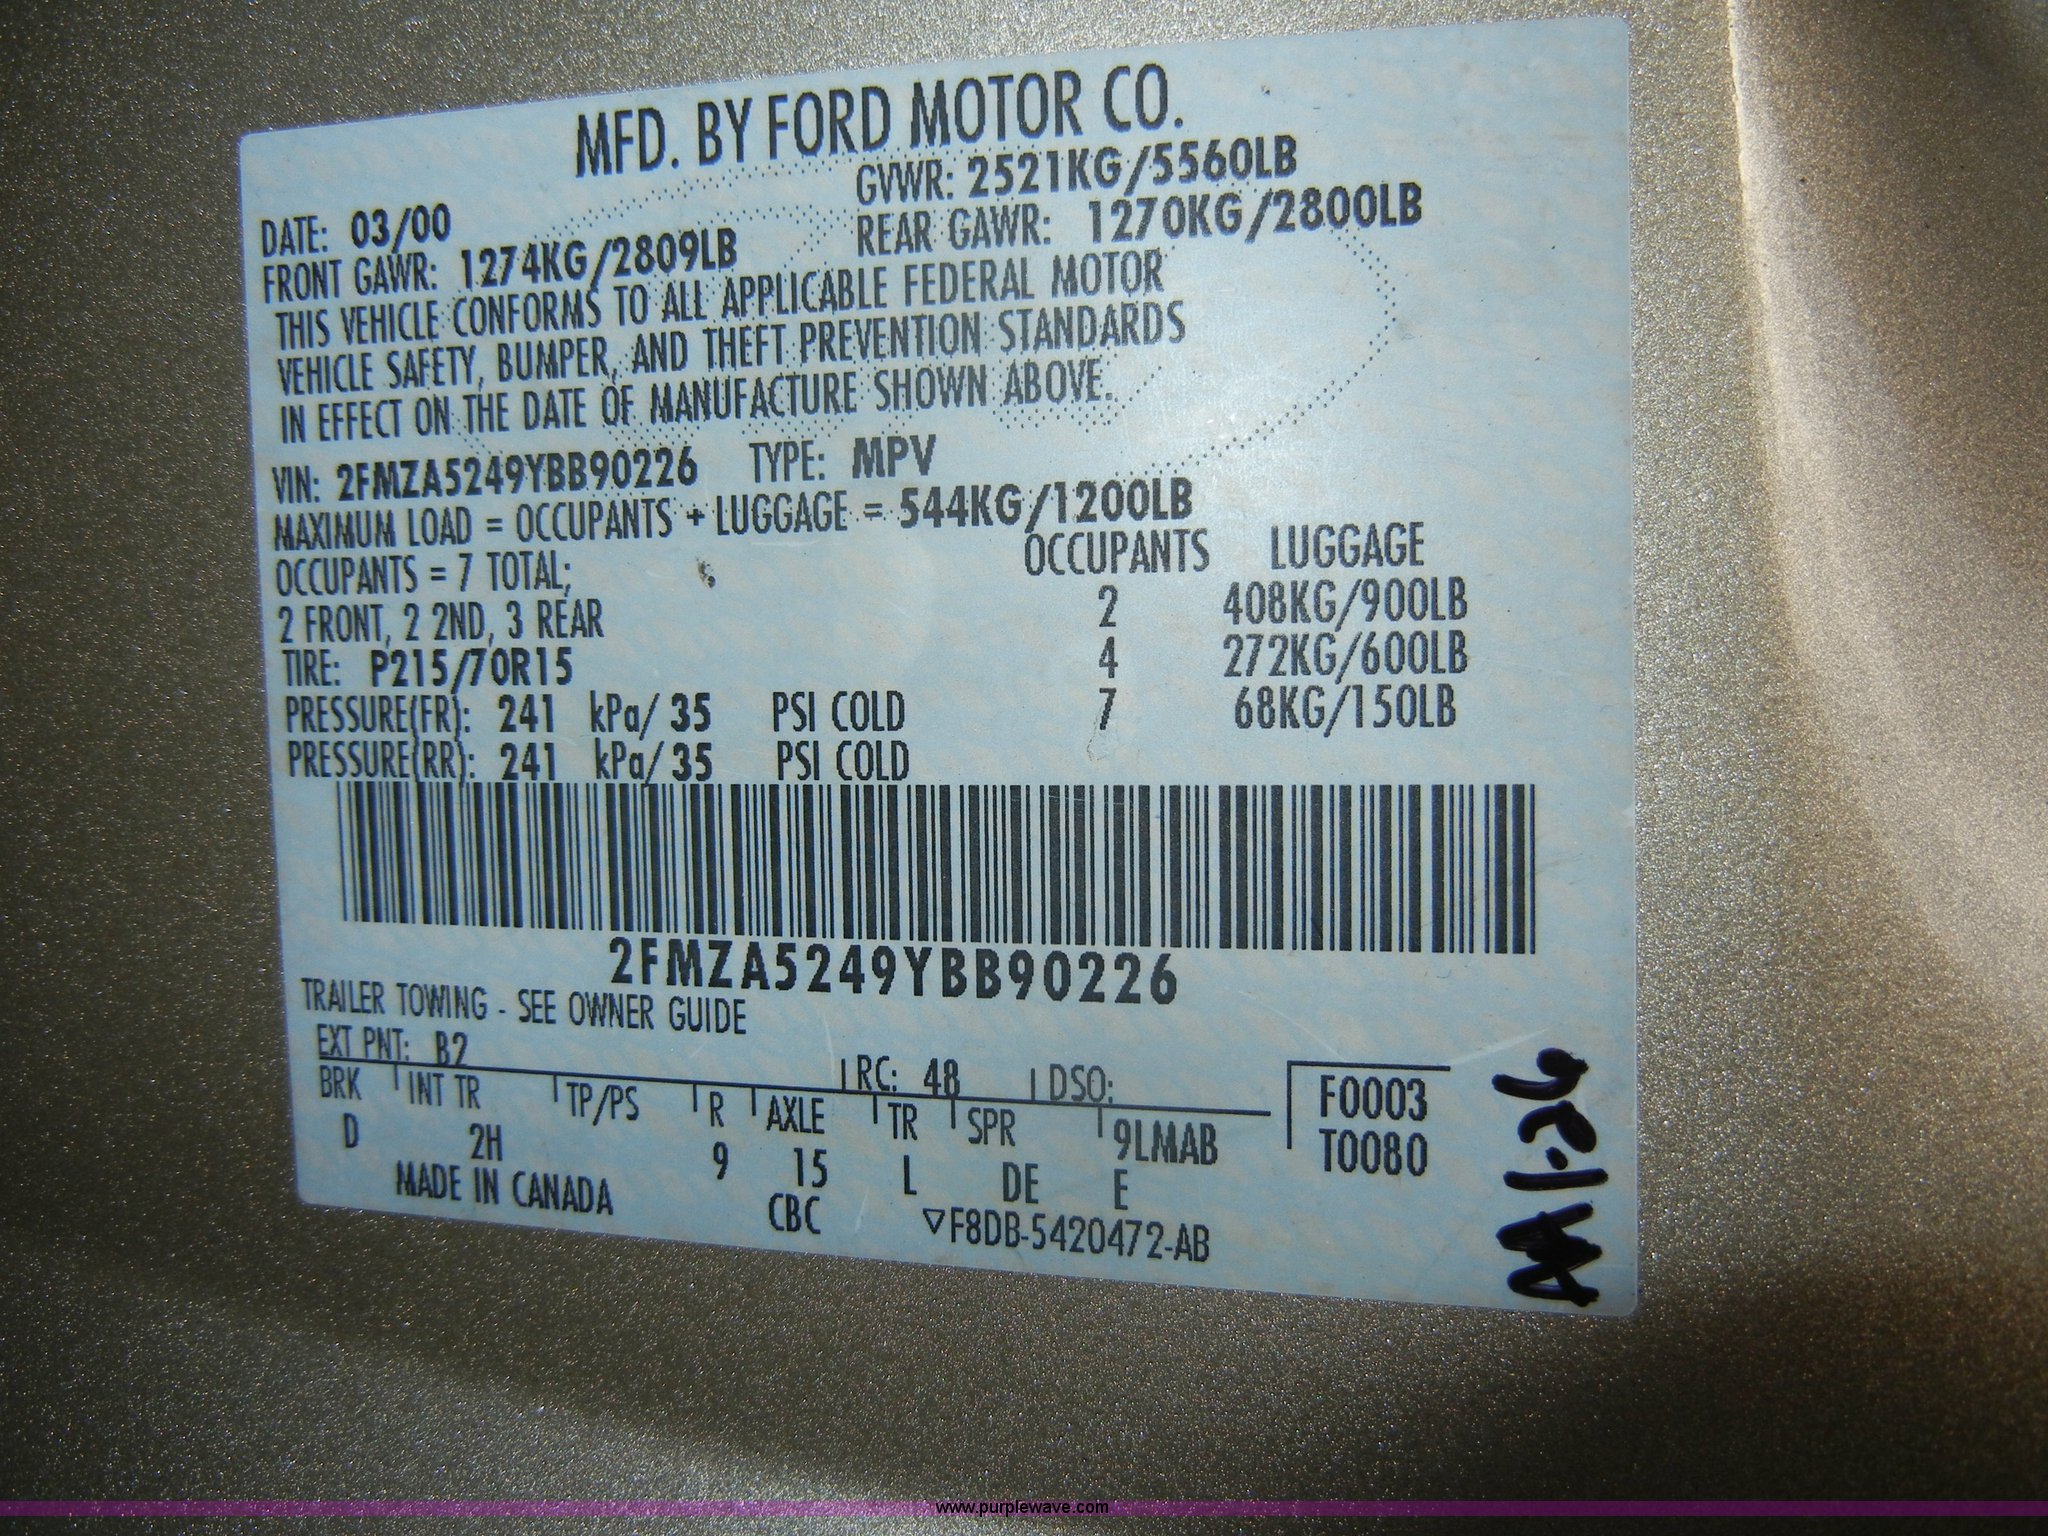 MFD. BY FORD MOTOR CO.
DATE: 03/00 GVWR: 2521KG/5560LB
FRONT GAWR: 1274KG/2809LB REAR GAWR: 1270KG/2800LB
THIS VEHICLE CONFORMS TO ALL APPLICABLE FEDERAL MOTOR
VEHICLE SAFETY, BUMPER, AND THEFT PREVENTION STANDARDS
IN EFFECT ON THE DATE OF MANUFACTURE SHOWN ABOVE.
VIN: 2FMZA5249YBB90226 TYPE: MPV
MAXIMUM LOAD = OCCUPANTS + LUGGAGE = 544KG/1200LB
OCCUPANTS = 7 TOTAL; OCCUPANTS LUGGAGE
2 FRONT, 2 2ND, 3 REAR 2 408KG/900LB
TIRE: P215/70R15 4 272KG/600LB
PRESSURE(FR): 241 kPa/ 35 PSI COLD 7 68KG/150LB
PRESSURE(RR): 241 kPa/ 35 PSI COLD
2FMZA5249YBB90226
TRAILER TOWING - SEE OWNER GUIDE
EXT PNT: B2 RC: 48 DSO:
BRK INT TR TP/PS R AXLE TR SPR 9LMAB F0003
D 2H 9 15 L DE E T0080
MADE IN CANADA CBC ▽F8DB-5420472-AB
www.purplewave.com